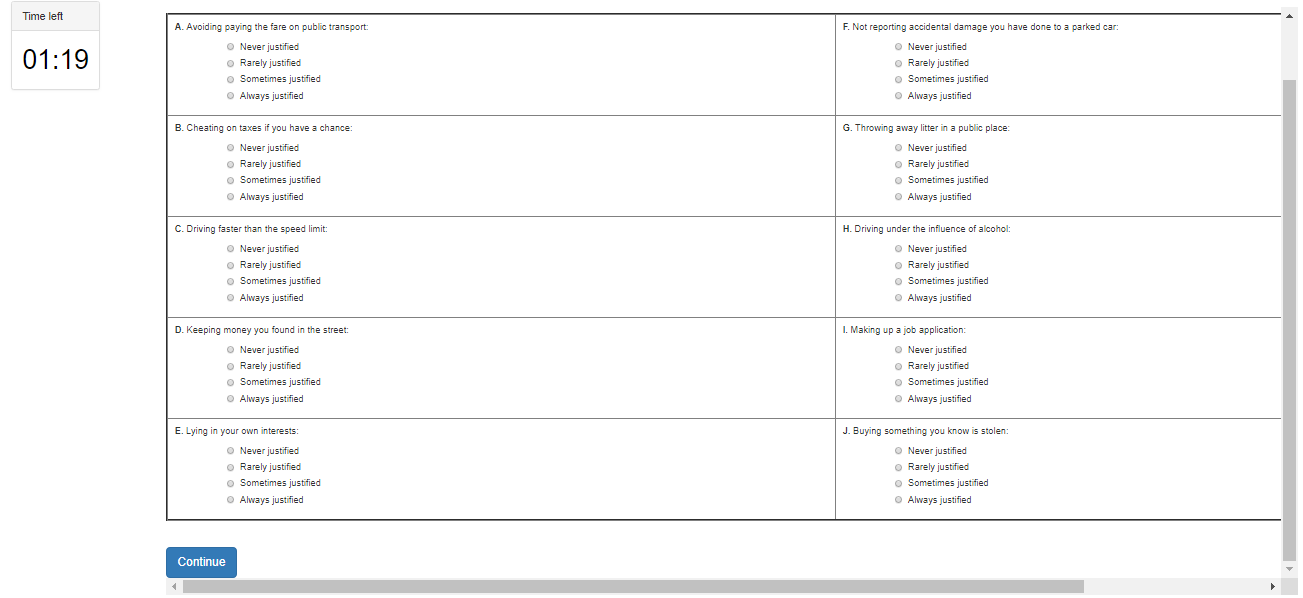 Time left
01:19
A. Avoiding paying the fare on public transport:
Never justified
Rarely justified
Sometimes justified
Always justified
B. Cheating on taxes if you have a chance:
Never justified
Rarely justified
Sometimes justified
Always justified
C. Driving faster than the speed limit:
Never justified
Rarely justified
Sometimes justified
Always justified
D. Keeping money you found in the street:
Never justified
Rarely justified
Sometimes justified
Always justified
E. Lying in your own interests:
Never justified
Rarely justified
Sometimes justified
Always justified
F. Not reporting accidental damage you have done to a parked car:
Never justified
Rarely justified
Sometimes justified
Always justified
G. Throwing away litter in a public place:
Never justified
Rarely justified
Sometimes justified
Always justified
H. Driving under the influence of alcohol:
Never justified
Rarely justified
Sometimes justified
Always justified
I. Making up a job application:
Never justified
Rarely justified
Sometimes justified
Always justified
J. Buying something you know is stolen:
Never justified
Rarely justified
Sometimes justified
Always justified
Continue